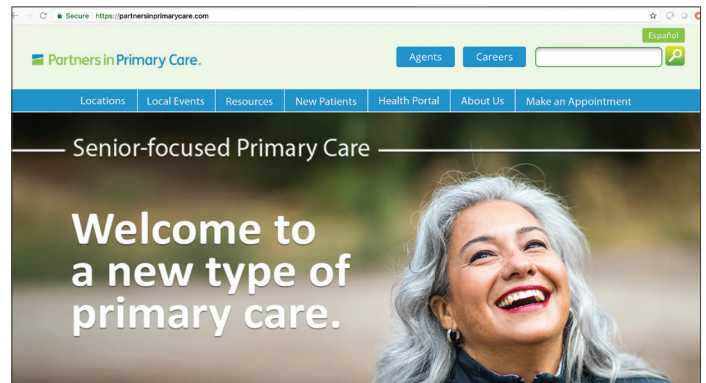 Secure https://partnersinprimarycare.com
Español
Partners in Primary Care.
Agents
Careers
Locations
Local Events
Resources
New Patients
Health Portal
About Us
Make an Appointment
Senior-focused Primary Care
Welcome to
a new type of
primary care.